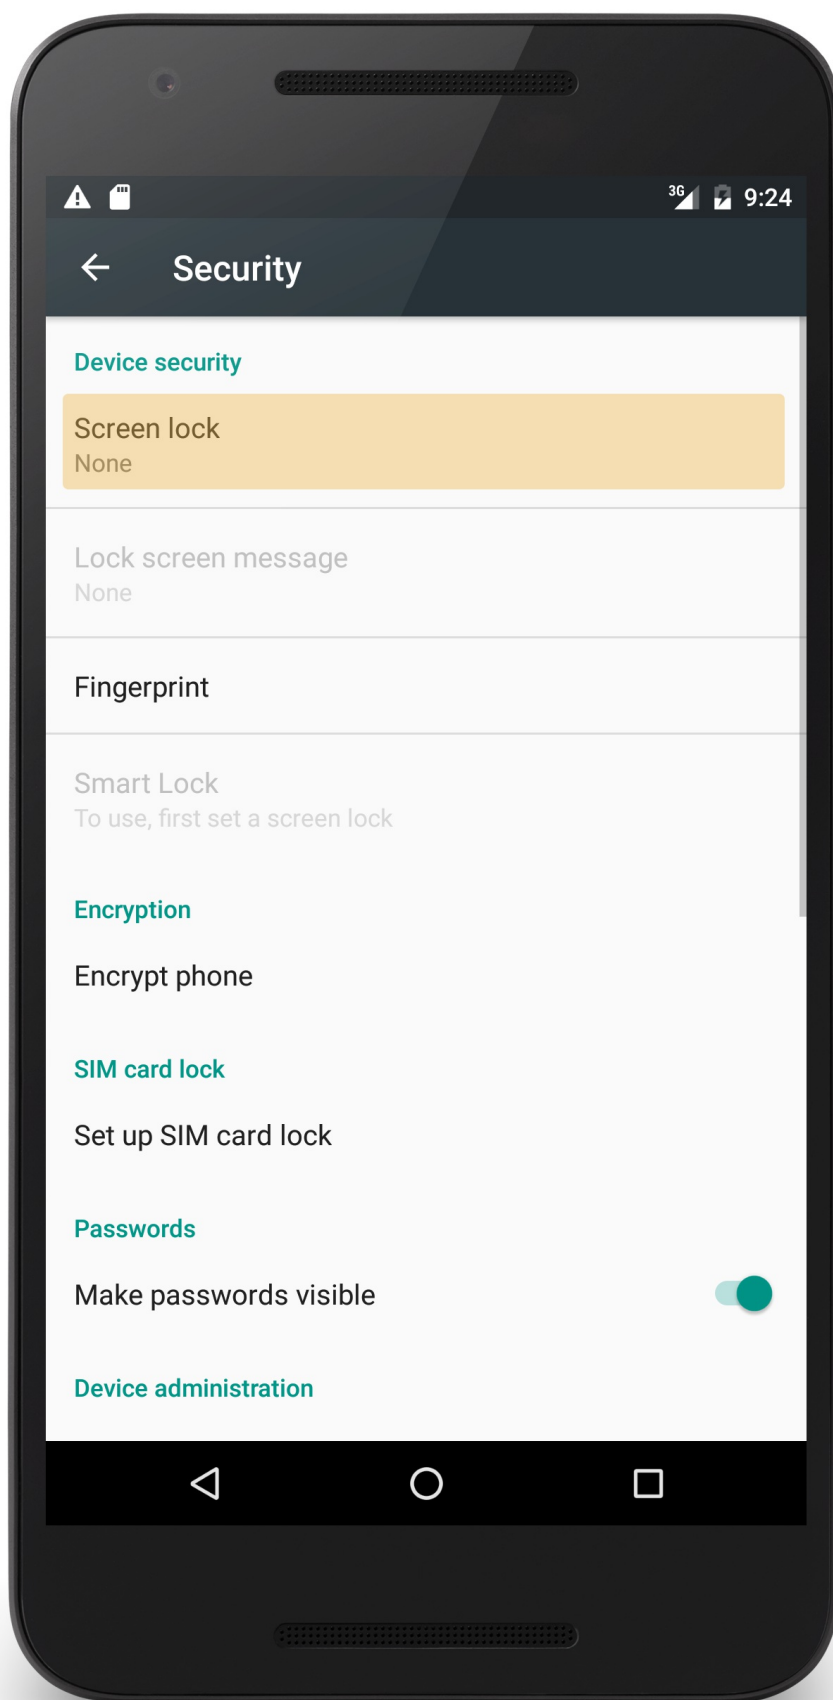 3G 9:24
Security
Device security
Screen lock
None
Lock screen message
None
Fingerprint
Smart Lock
To use, first set a screen lock
Encryption
Encrypt phone
SIM card lock
Set up SIM card lock
Passwords
Make passwords visible
Device administration